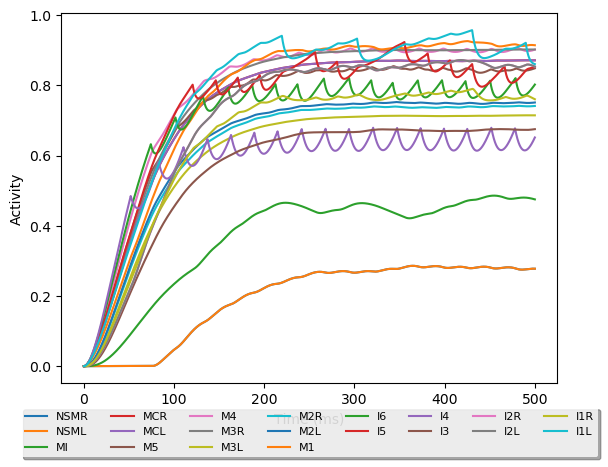 1.0
0.8
0.6
0.4
0.2
0.0
Activity
0 100 200 300 400 500
Time (ms)
NSMR MCR M4 M2R I6 I4 I2R I1R
NSML MCL M3R M2L I5 I3 I2L I1L
MI M5 M3L M1